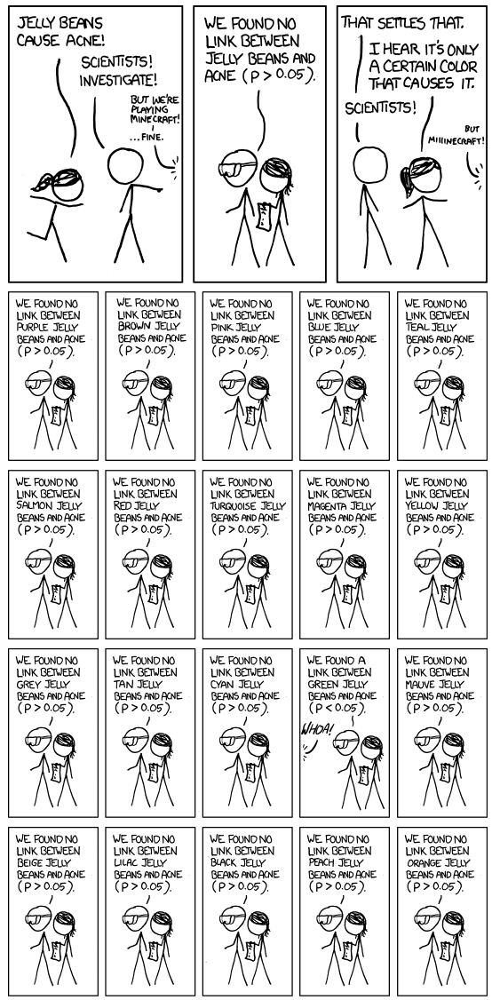 JELLY BEANS
CAUSE ACNE!
SCIENTISTS!
INVESTIGATE!
BUT WE'RE
PLAYING
MINECRAFT!
...FINE.
WE FOUND NO
LINK BETWEEN
JELLY BEANS AND
ACNE (P > 0.05).
THAT SETTLES THAT.
I HEAR IT'S ONLY
A CERTAIN COLOR
THAT CAUSES IT.
SCIENTISTS!
BUT
MIIINECRAFT!
WE FOUND NO
LINK BETWEEN
PURPLE JELLY
BEANS AND ACNE
(P > 0.05).
WE FOUND NO
LINK BETWEEN
BROWN JELLY
BEANS AND ACNE
(P > 0.05).
WE FOUND NO
LINK BETWEEN
PINK JELLY
BEANS AND ACNE
(P > 0.05).
WE FOUND NO
LINK BETWEEN
BLUE JELLY
BEANS AND ACNE
(P > 0.05).
WE FOUND NO
LINK BETWEEN
TEAL JELLY
BEANS AND ACNE
(P > 0.05).
WE FOUND NO
LINK BETWEEN
SALMON JELLY
BEANS AND ACNE
(P > 0.05).
WE FOUND NO
LINK BETWEEN
RED JELLY
BEANS AND ACNE
(P > 0.05).
WE FOUND NO
LINK BETWEEN
TURQUOISE JELLY
BEANS AND ACNE
(P > 0.05).
WE FOUND NO
LINK BETWEEN
MAGENTA JELLY
BEANS AND ACNE
(P > 0.05).
WE FOUND NO
LINK BETWEEN
YELLOW JELLY
BEANS AND ACNE
(P > 0.05).
WE FOUND NO
LINK BETWEEN
GREY JELLY
BEANS AND ACNE
(P > 0.05).
WE FOUND NO
LINK BETWEEN
TAN JELLY
BEANS AND ACNE
(P > 0.05).
WE FOUND NO
LINK BETWEEN
CYAN JELLY
BEANS AND ACNE
(P > 0.05).
WE FOUND A
LINK BETWEEN
GREEN JELLY
BEANS AND ACNE
(P < 0.05).
WHOA!
WE FOUND NO
LINK BETWEEN
MAUVE JELLY
BEANS AND ACNE
(P > 0.05).
WE FOUND NO
LINK BETWEEN
BEIGE JELLY
BEANS AND ACNE
(P > 0.05).
WE FOUND NO
LINK BETWEEN
LILAC JELLY
BEANS AND ACNE
(P > 0.05).
WE FOUND NO
LINK BETWEEN
BLACK JELLY
BEANS AND ACNE
(P > 0.05).
WE FOUND NO
LINK BETWEEN
PEACH JELLY
BEANS AND ACNE
(P > 0.05).
WE FOUND NO
LINK BETWEEN
ORANGE JELLY
BEANS AND ACNE
(P > 0.05).